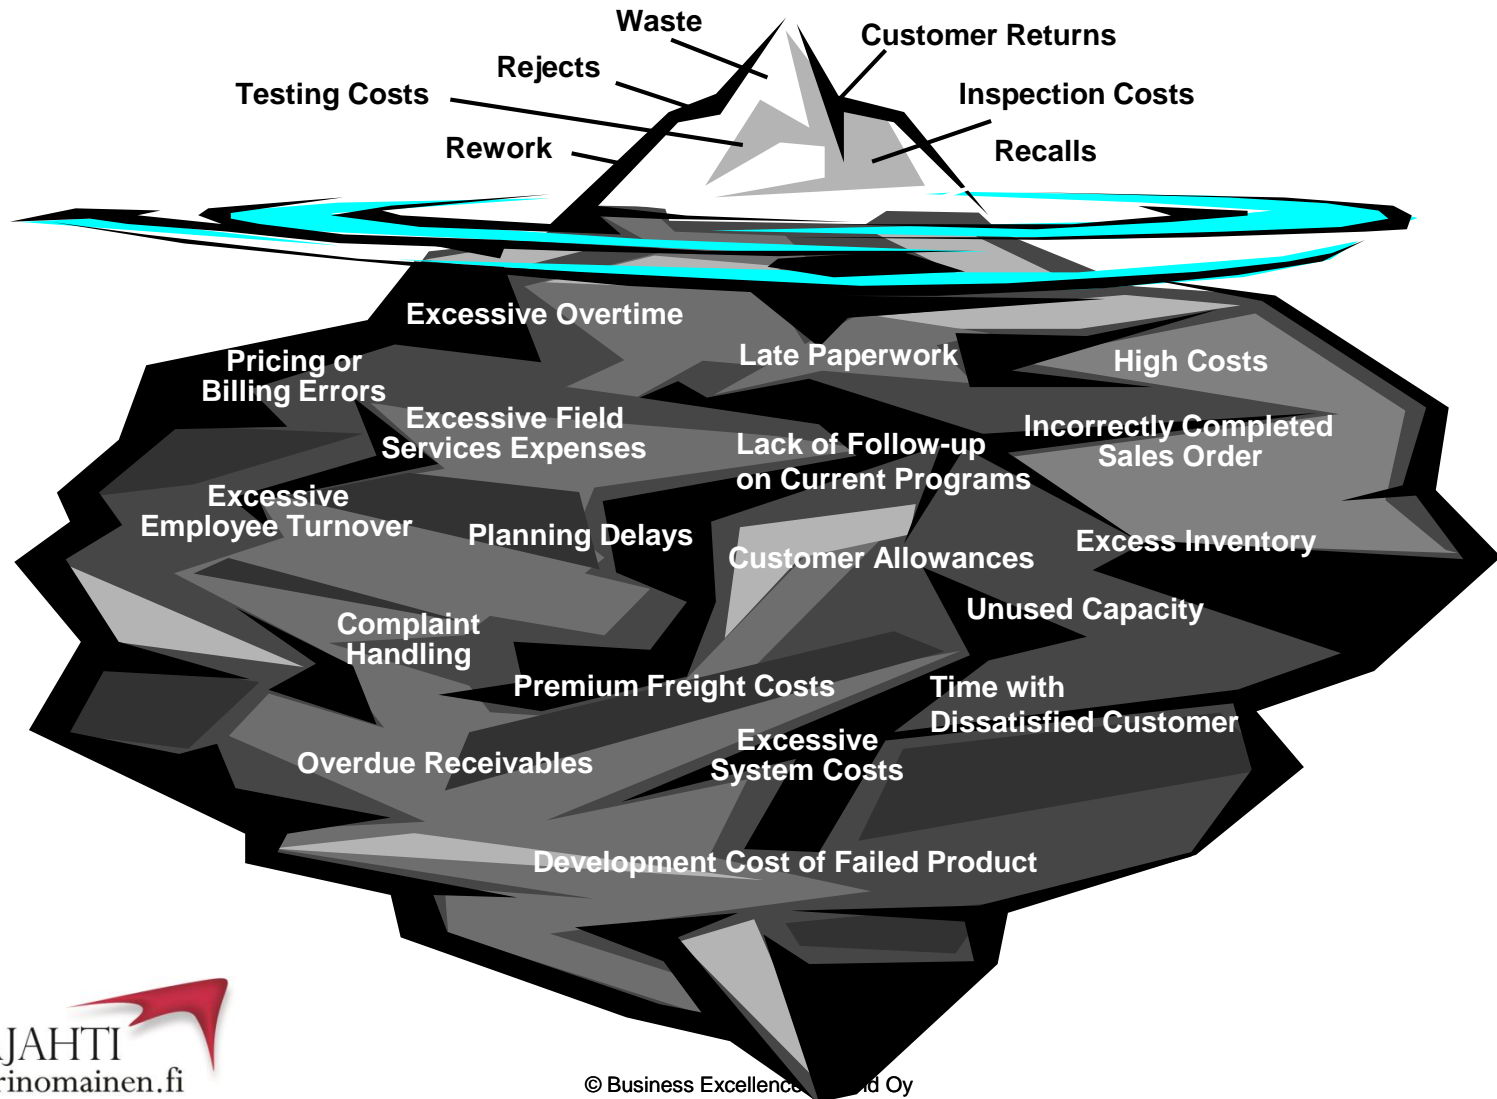 Waste
Customer Returns
Rejects
Testing Costs
Inspection Costs
Rework
Recalls
Excessive Overtime
Pricing or
Billing Errors
Late Paperwork
High Costs
Excessive Field
Services Expenses
Lack of Follow-up
on Current Programs
Incorrectly Completed
Sales Order
Excessive
Employee Turnover
Planning Delays
Customer Allowances
Excess Inventory
Unused Capacity
Complaint
Handling
Premium Freight Costs
Time with
Dissatisfied Customer
Overdue Receivables
Excessive
System Costs
Development Cost of Failed Product
© Business Excellence Oy